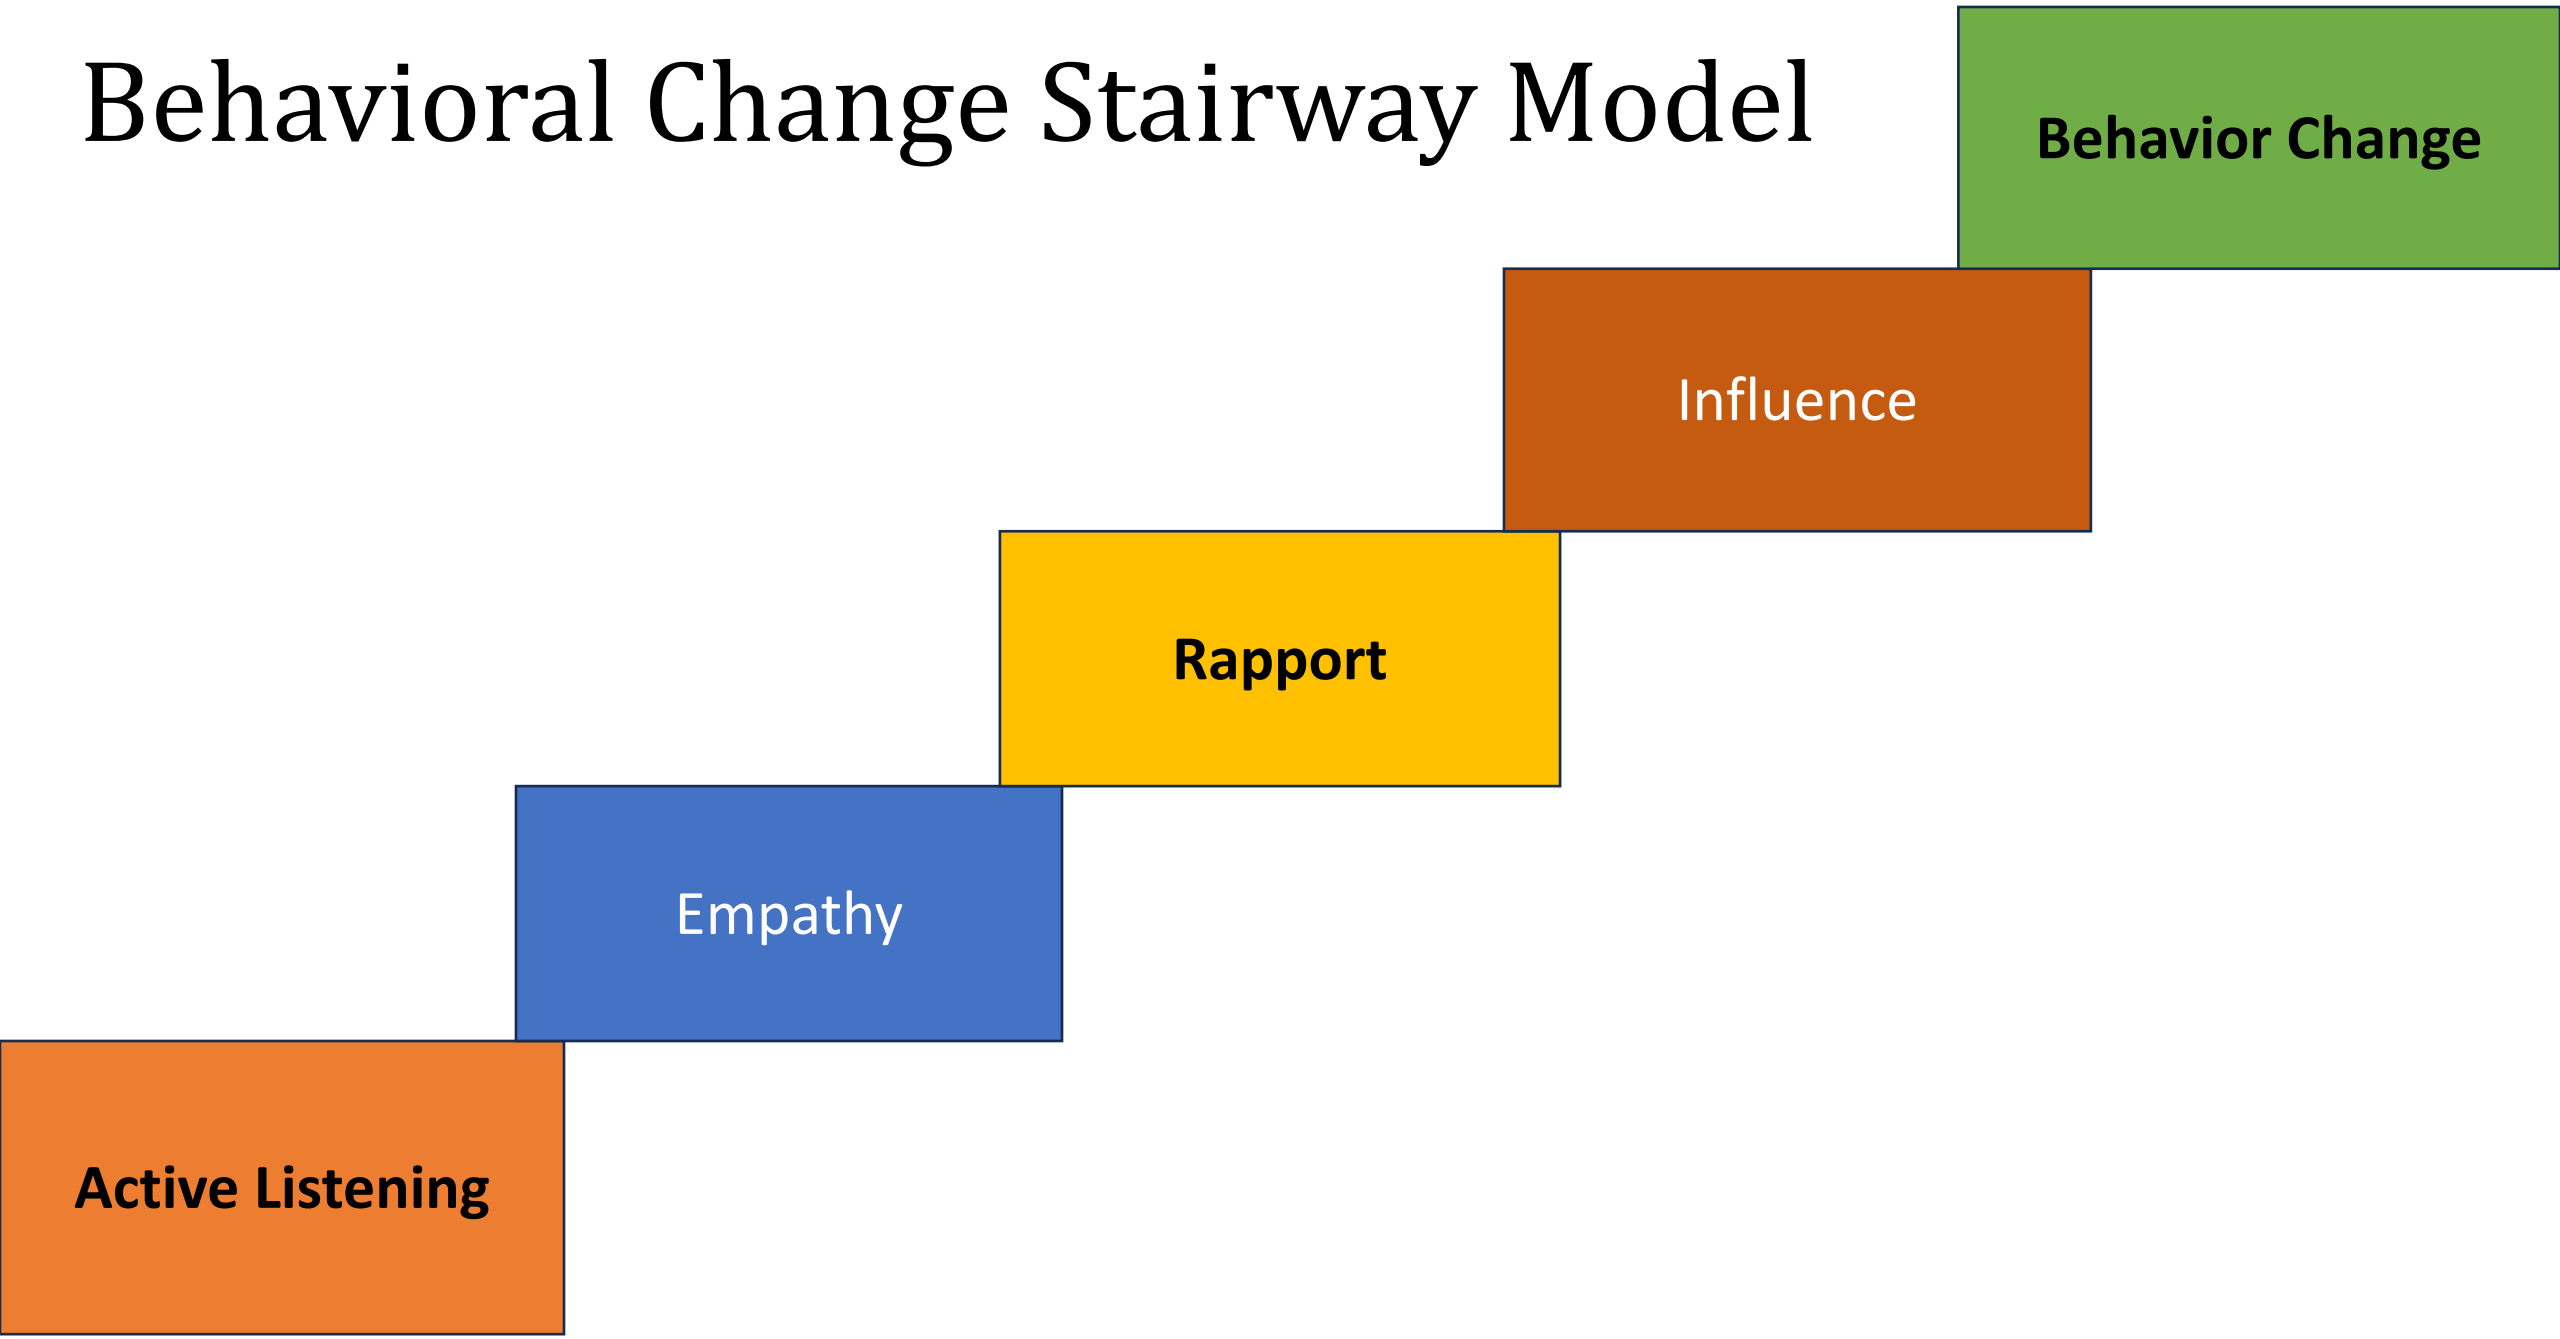 Behavioral Change Stairway Model
Behavior Change
Influence
Rapport
Empathy
Active Listening